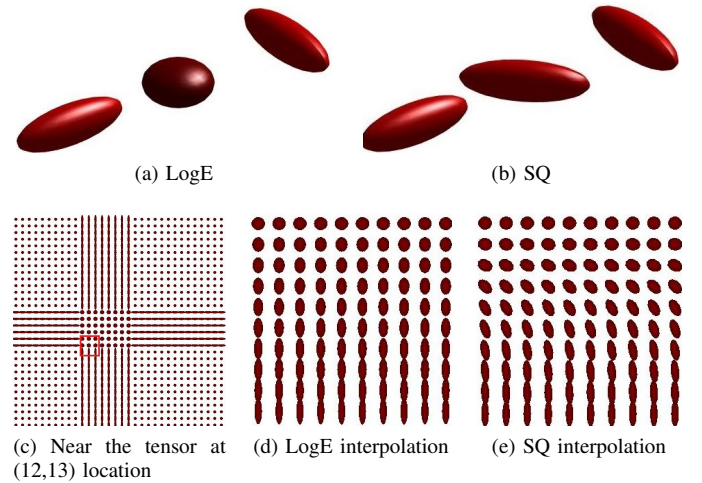 (a) LogE
(b) SQ
(c) Near the tensor at
(12,13) location
(d) LogE interpolation
(e) SQ interpolation